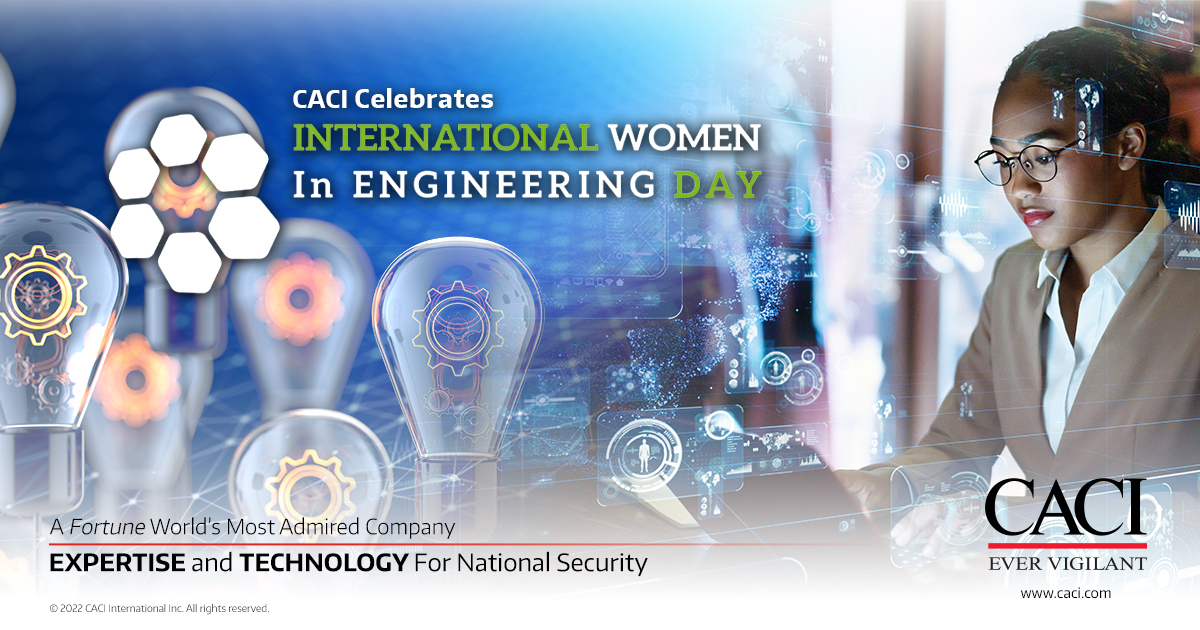 CACI Celebrates
INTERNATIONAL WOMEN
In ENGINEERING DAY
A Fortune World's Most Admired Company
EXPERTISE and TECHNOLOGY For National Security
© 2022 CACI International Inc. All rights reserved.
CACI
EVER VIGILANT
www.caci.com